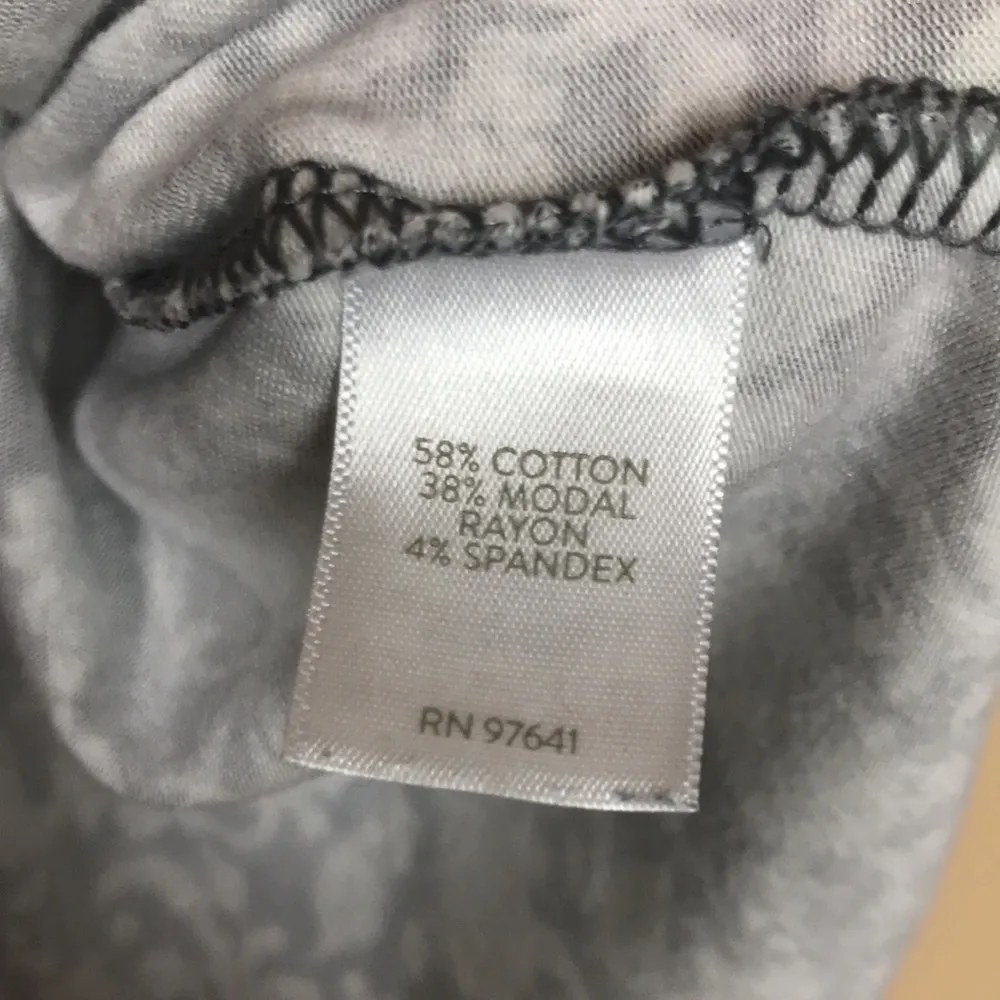 58% COTTON
38% MODAL
RAYON
4% SPANDEX
RN 97641